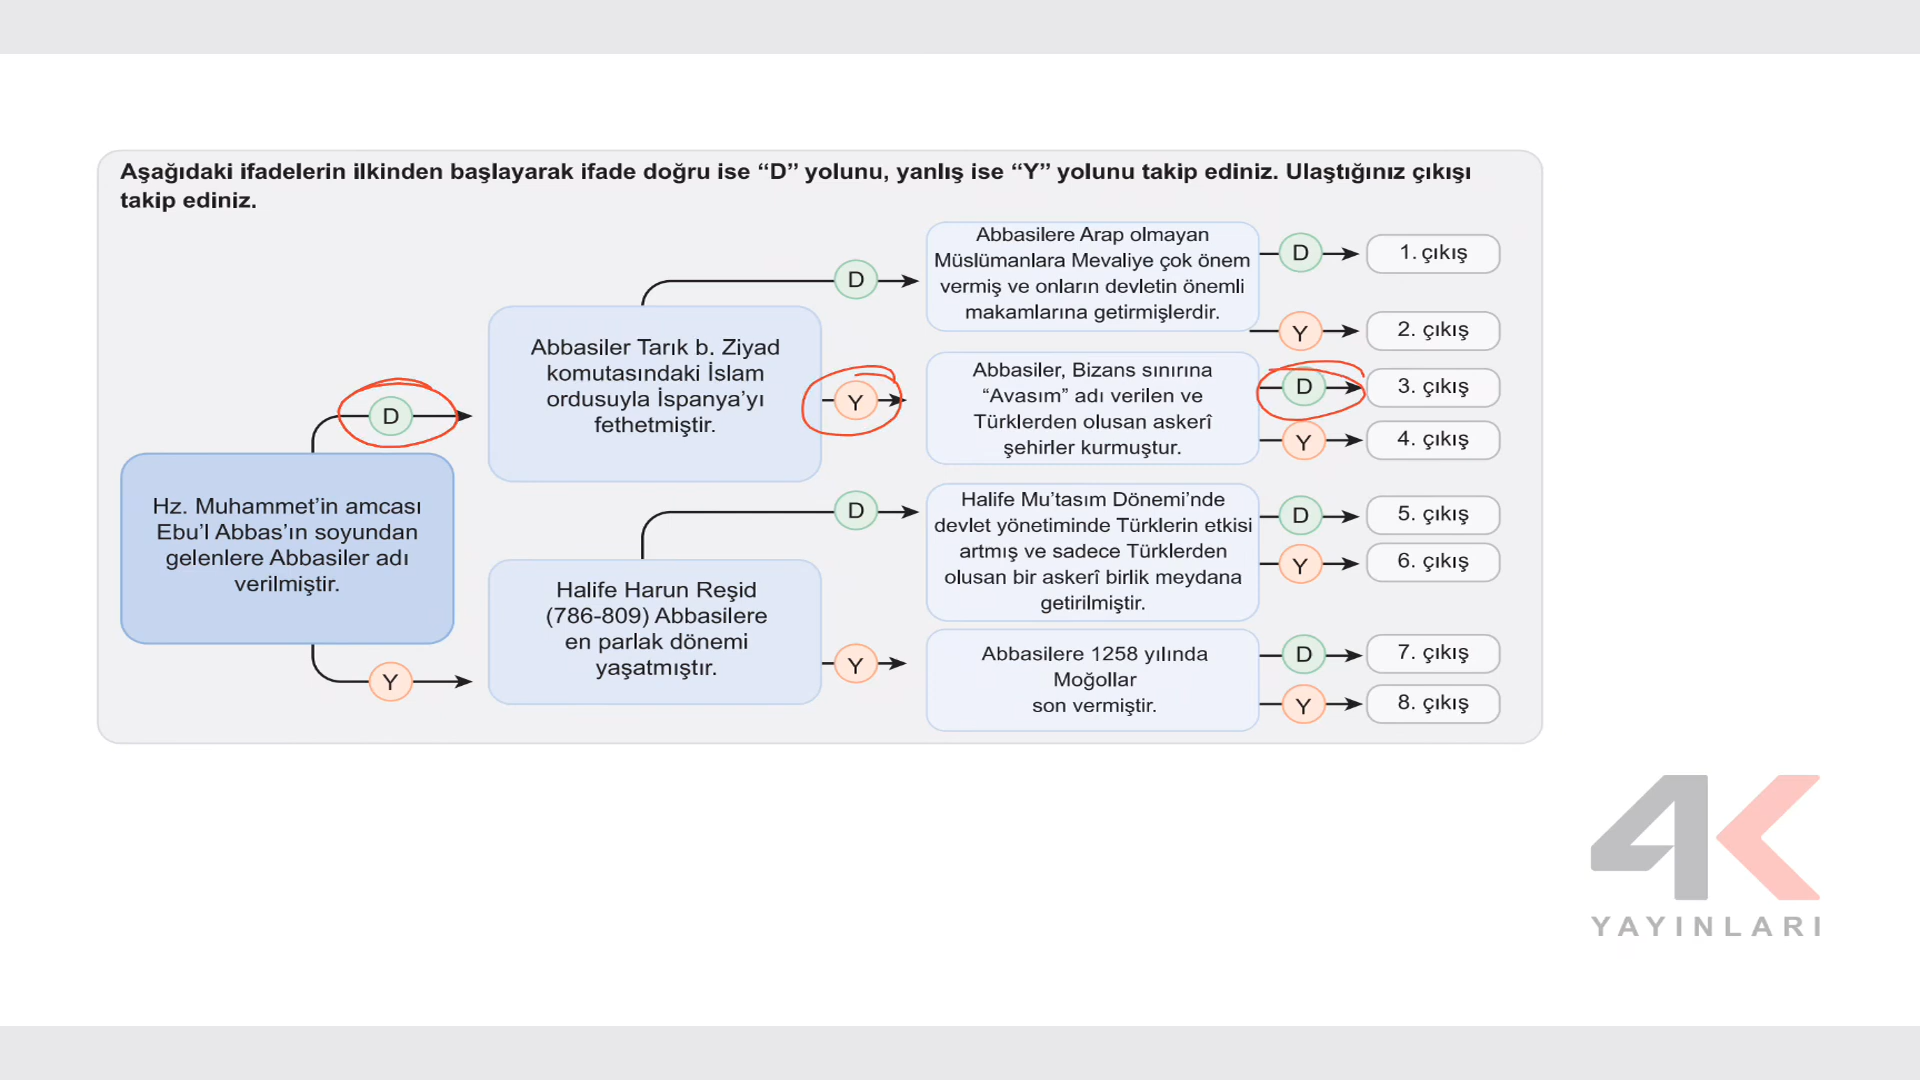 Aşağıdaki ifadelerin ilkinden başlayarak ifade doğru ise “D” yolunu, yanlış ise “Y” yolunu takip ediniz. Ulaştığınız çıkışı
takip ediniz.
Hz. Muhammet’in amcası
Ebu’l Abbas’ın soyundan
gelenlere Abbasiler adı
verilmiştir.
D
Y
Abbasiler Tarık b. Ziyad
komutasındaki İslam
ordusuyla İspanya’yı
fethetmiştir.
D
Y
Halife Harun Reşid
(786-809) Abbasilere
en parlak dönemi
yaşatmıştır.
D
Y
Abbasilere Arap olmayan
Müslümanlara Mevaliye çok önem
vermiş ve onların devletin önemli
makamlarına getirmişlerdir.
D
1. çıkış
Y
2. çıkış
Abbasiler, Bizans sınırına
“Avasım” adı verilen ve
Türklerden olusan askerî
şehirler kurmuştur.
D
3. çıkış
Y
4. çıkış
Halife Mu’tasım Dönemi’nde
devlet yönetiminde Türklerin etkisi
artmış ve sadece Türklerden
olusan bir askerî birlik meydana
getirilmiştir.
D
5. çıkış
Y
6. çıkış
Abbasilere 1258 yılında
Moğollar
son vermiştir.
D
7. çıkış
Y
8. çıkış
4K
YAYINLARI